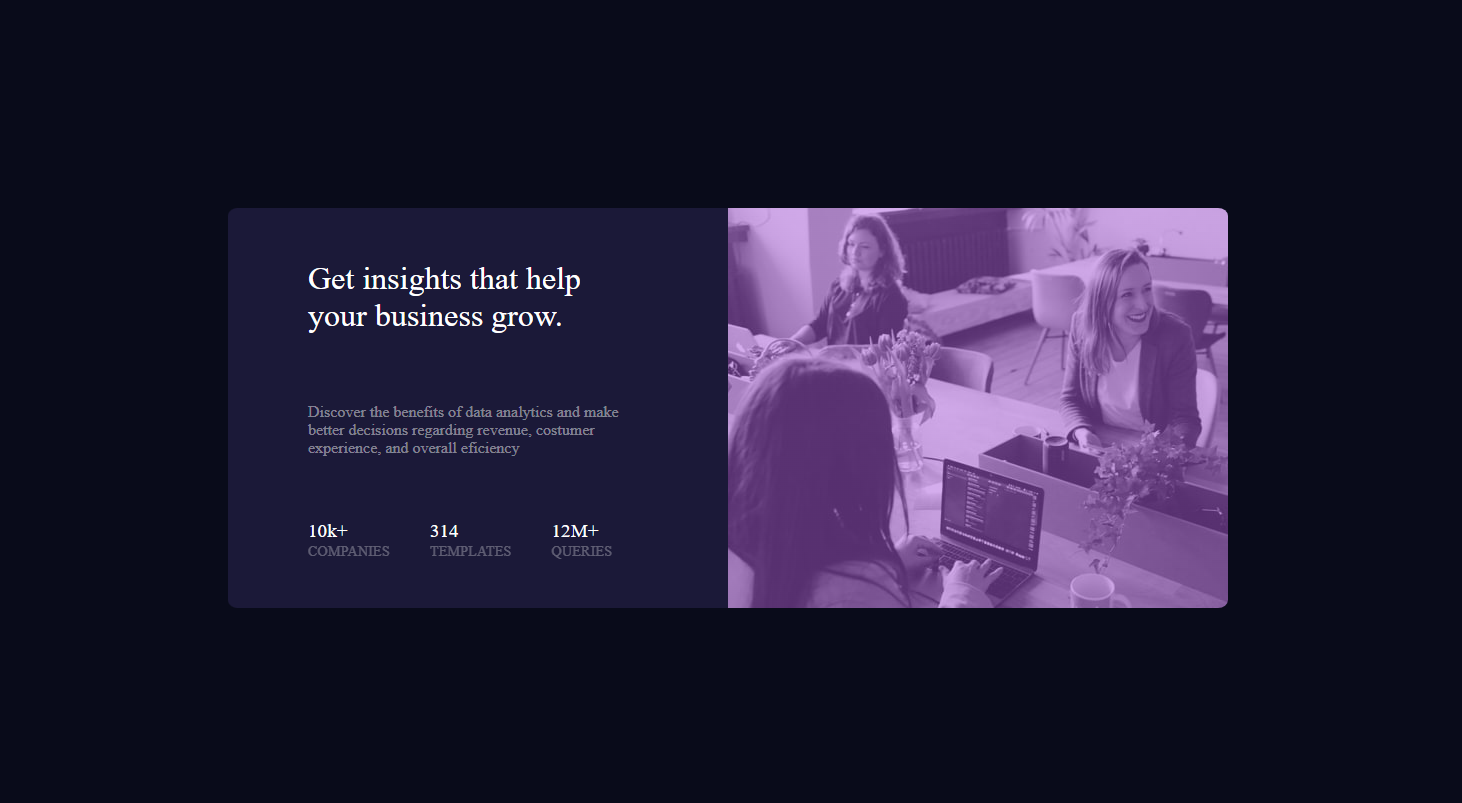 Get insights that help
your business grow.
Discover the benefits of data analytics and make
better decisions regarding revenue, costumer
experience, and overall eficiency
10k+ 314 12M+
COMPANIES TEMPLATES QUERIES